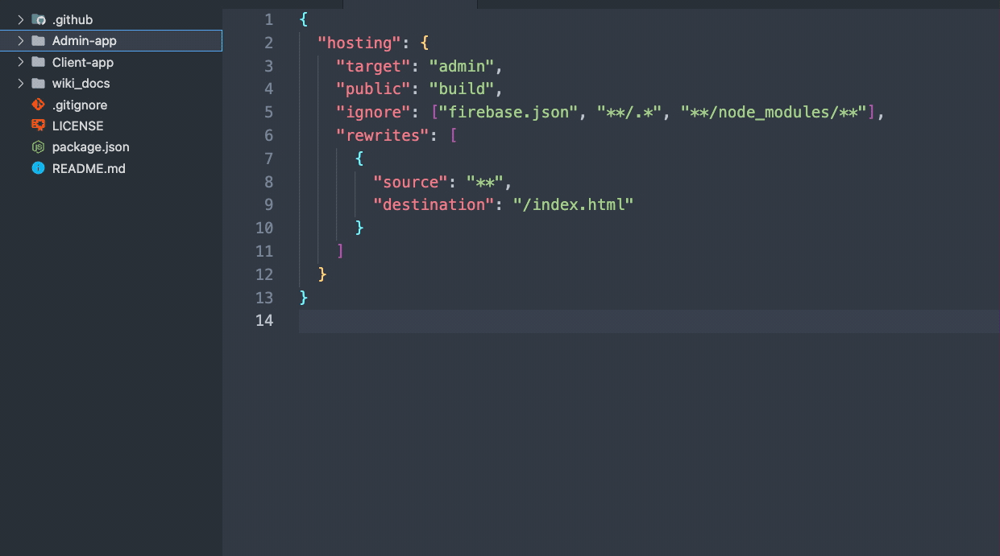 .github
Admin-app
Client-app
wiki_docs
.gitignore
LICENSE
package.json
README.md
1 {
2 "hosting": {
3 "target": "admin",
4 "public": "build",
5 "ignore": ["firebase.json", "**/.*", "**/node_modules/**"],
6 "rewrites": [
7 {
8 "source": "**",
9 "destination": "/index.html"
10 }
11 ]
12 }
13 }
14